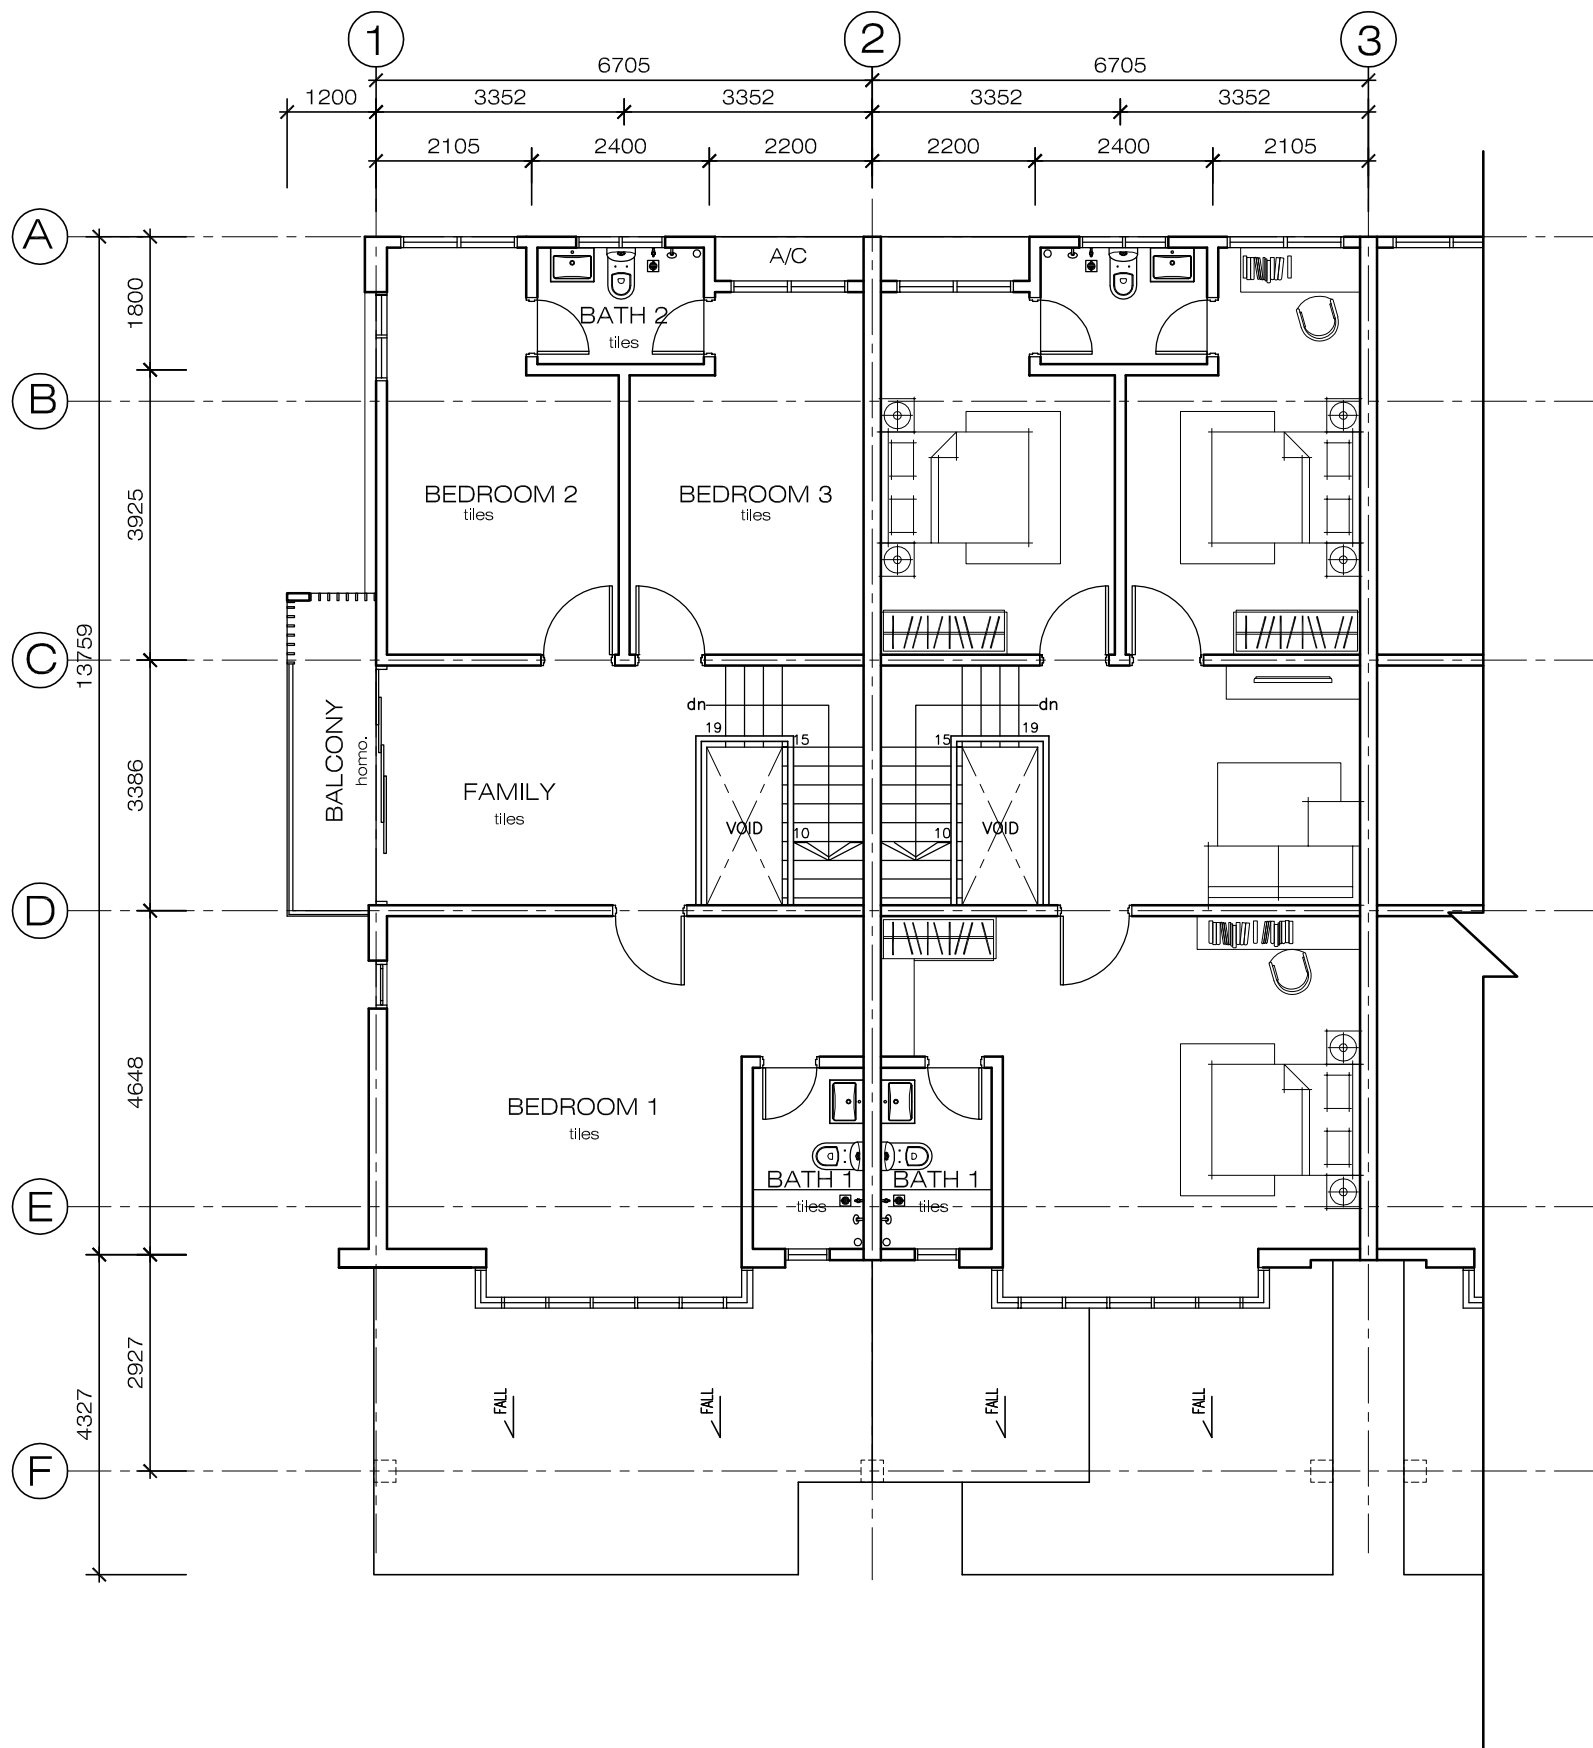 1
2
3
6705
6705
1200
3352
3352
3352
3352
2105
2400
2200
2200
2400
2105
A
A/C
1800
BATH 2
tiles
B
3925
BEDROOM 2
tiles
BEDROOM 3
tiles
13759
C
dn
dn
19
15
15
19
BALCONY
homo.
3386
FAMILY
tiles
VOID
10
10
VOID
D
4648
BEDROOM 1
tiles
BATH 1
tiles
BATH 1
tiles
E
2927
4327
FALL
FALL
FALL
FALL
F